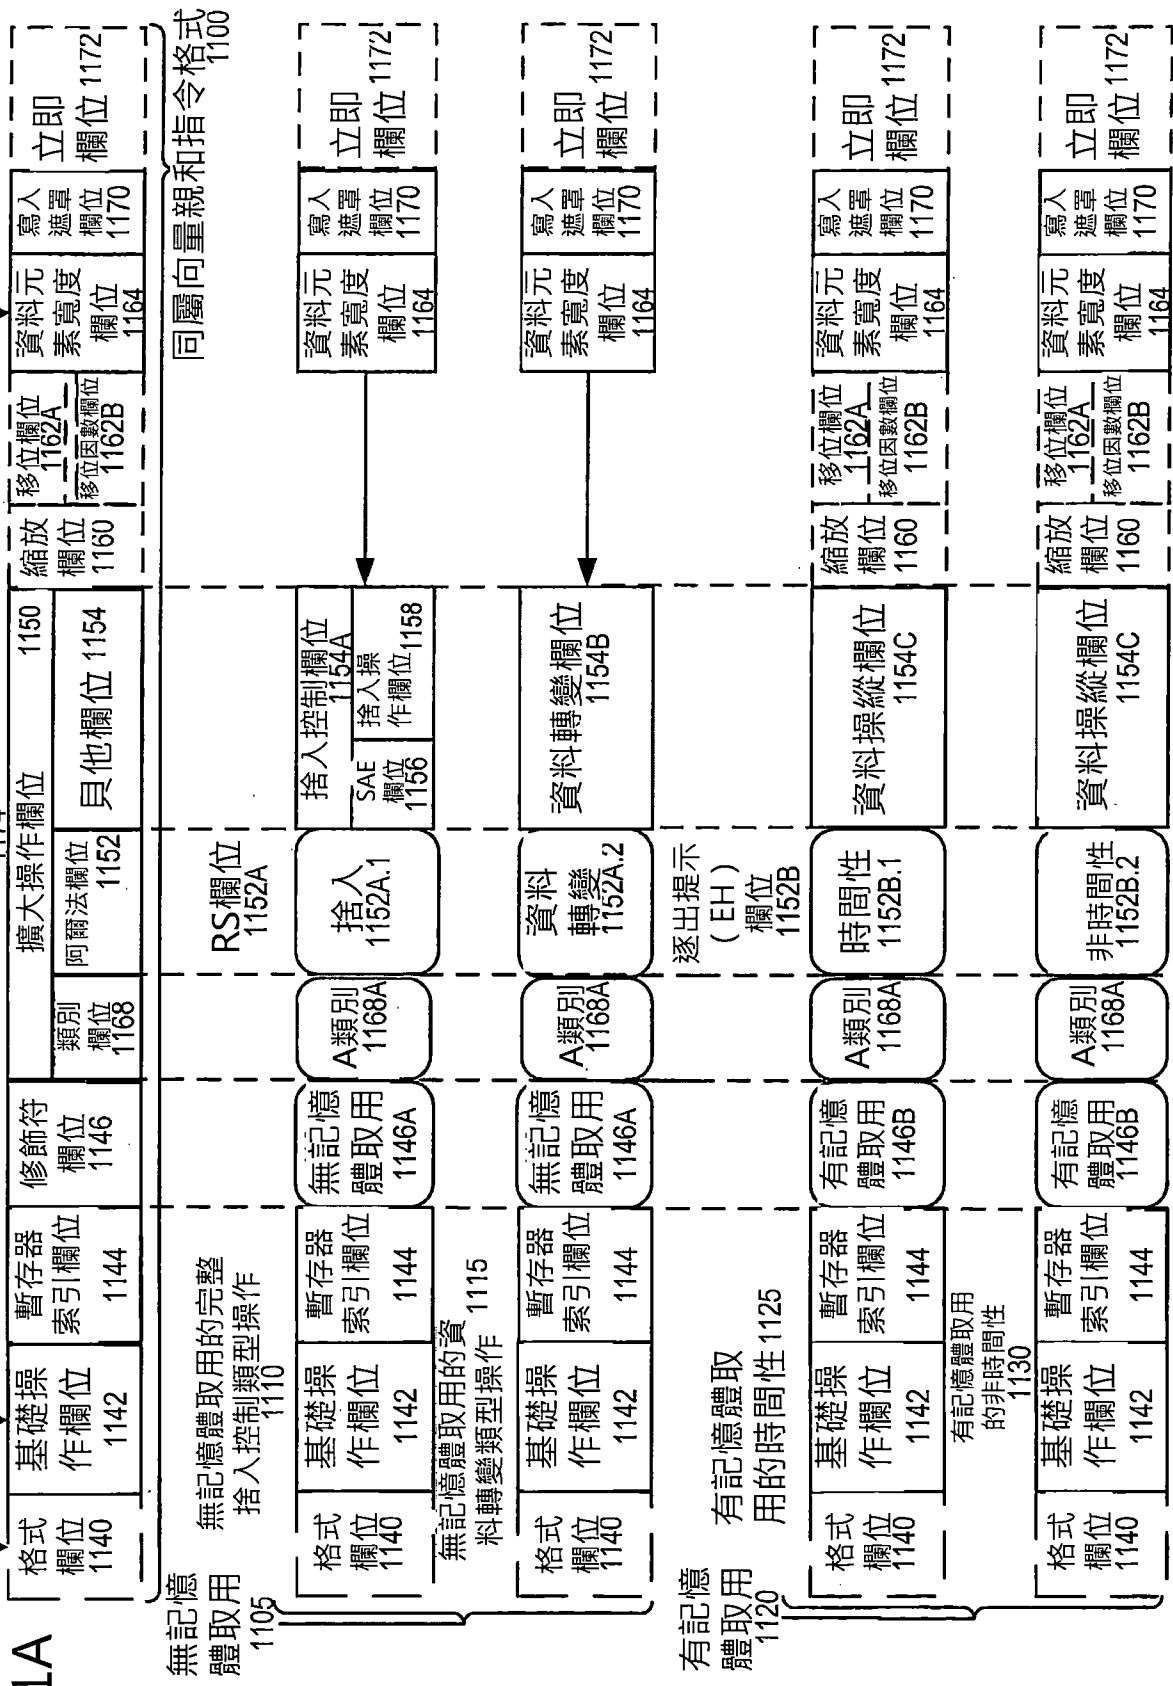 1A
格式
欄位
1140
基礎操
作欄位
1142
暫存器
索引欄位
1144
修飾符
欄位
1146
擴大操作欄位 1150
類別
欄位
1168
阿爾法欄位
1152
貝他欄位 1154
縮放
欄位
1160
移位欄位
1162A
移位因數欄位
1162B
資料元
素寬度
欄位
1164
寫入
遮罩
欄位
1170
立即
欄位 1172
同屬向量親和指令格式
1100
無記憶
體取用
1105
無記憶體取用的完整
捨入控制類型操作
1110
RS欄位
1152A
格式
欄位
1140
基礎操
作欄位
1142
暫存器
索引欄位
1144
無記憶
體取用
1146A
A類別
1168A
捨入
1152A.1
捨入控制欄位
1154A
SAE
欄位
1156
捨入操
作欄位1158
資料元
素寬度
欄位
1164
寫入
遮罩
欄位
1170
立即
欄位 1172
無記憶體取用的資
料轉變類型操作 1115
格式
欄位
1140
基礎操
作欄位
1142
暫存器
索引欄位
1144
無記憶
體取用
1146A
A類別
1168A
資料
轉變
1152A.2
資料轉變欄位
1154B
資料元
素寬度
欄位
1164
寫入
遮罩
欄位
1170
立即
欄位 1172
有記憶
體取用
1120
有記憶體取
用的時間性 1125
逐出提示
(EH)
欄位
1152B
格式
欄位
1140
基礎操
作欄位
1142
暫存器
索引欄位
1144
有記憶
體取用
1146B
A類別
1168A
時間性
1152B.1
資料操縱欄位
1154C
縮放
欄位
1160
移位欄位
1162A
移位因數欄位
1162B
資料元
素寬度
欄位
1164
寫入
遮罩
欄位
1170
立即
欄位 1172
有記憶體取用
的非時間性
1130
格式
欄位
1140
基礎操
作欄位
1142
暫存器
索引欄位
1144
有記憶
體取用
1146B
A類別
1168A
非時間性
1152B.2
資料操縱欄位
1154C
縮放
欄位
1160
移位欄位
1162A
移位因數欄位
1162B
資料元
素寬度
欄位
1164
寫入
遮罩
欄位
1170
立即
欄位 1172